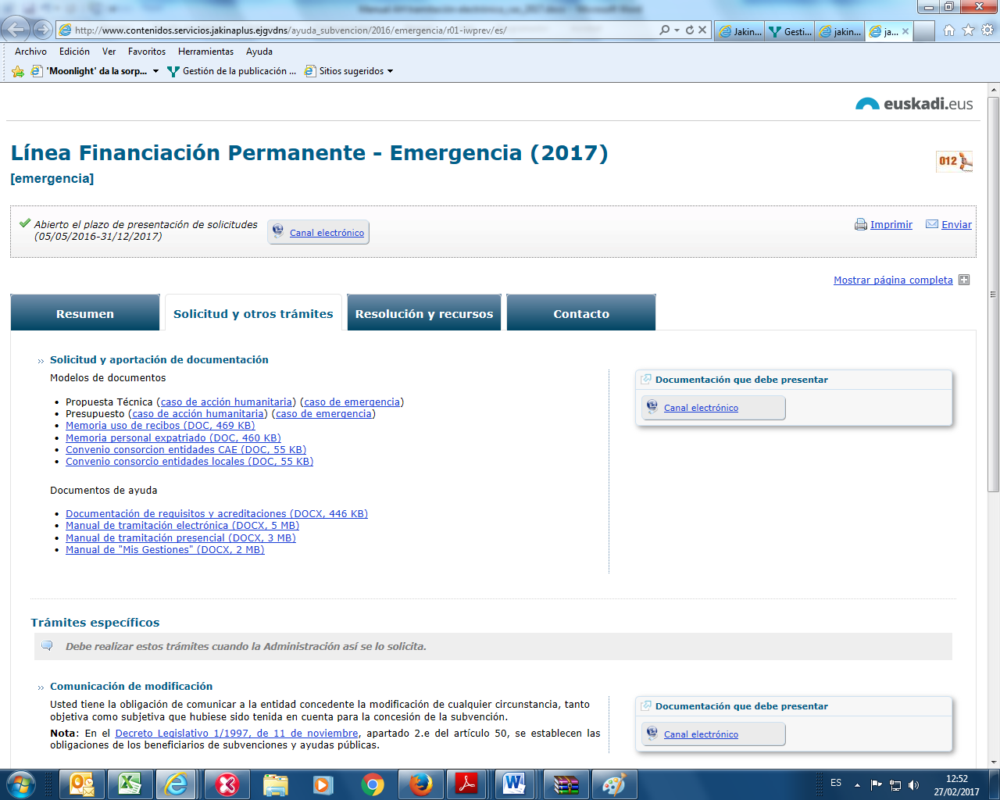 http://www.contenidos.servicios.jakinaplus.ejgvdns/ayuda_subvencion/2016/emergencia/r01-iwprev/es/
Jakin...
Gesti...
jakin...
ja...
Archivo Edición Ver Favoritos Herramientas Ayuda
'Moonlight' da la sorp...
Gestión de la publicación ...
Sitios sugeridos
euskadi.eus
Línea Financiación Permanente - Emergencia (2017)
[emergencia]
012
Abierto el plazo de presentación de solicitudes
(05/05/2016-31/12/2017)
Canal electrónico
Imprimir
Enviar
Mostrar página completa
Resumen
Solicitud y otros trámites
Resolución y recursos
Contacto
Solicitud y aportación de documentación
Modelos de documentos
Propuesta Técnica (caso de acción humanitaria) (caso de emergencia)
Presupuesto (caso de acción humanitaria) (caso de emergencia)
Memoria uso de recibos (DOC, 469 KB)
Memoria personal expatriado (DOC, 460 KB)
Convenio consorcion entidades CAE (DOC, 55 KB)
Convenio consorcio entidades locales (DOC, 55 KB)
Documentos de ayuda
Documentación de requisitos y acreditaciones (DOCX, 446 KB)
Manual de tramitación electrónica (DOCX, 5 MB)
Manual de tramitación presencial (DOCX, 3 MB)
Manual de "Mis Gestiones" (DOCX, 2 MB)
Documentación que debe presentar
Canal electrónico
Trámites específicos
Debe realizar estos trámites cuando la Administración así se lo solicita.
Comunicación de modificación
Usted tiene la obligación de comunicar a la entidad concedente la modificación de cualquier circunstancia, tanto
objetiva como subjetiva que hubiese sido tenida en cuenta para la concesión de la subvención.
Nota: En el Decreto Legislativo 1/1997, de 11 de noviembre, apartado 2.e del artículo 50, se establecen las
obligaciones de los beneficiarios de subvenciones y ayudas públicas.
Documentación que debe presentar
Canal electrónico
ES
12:52
27/02/2017